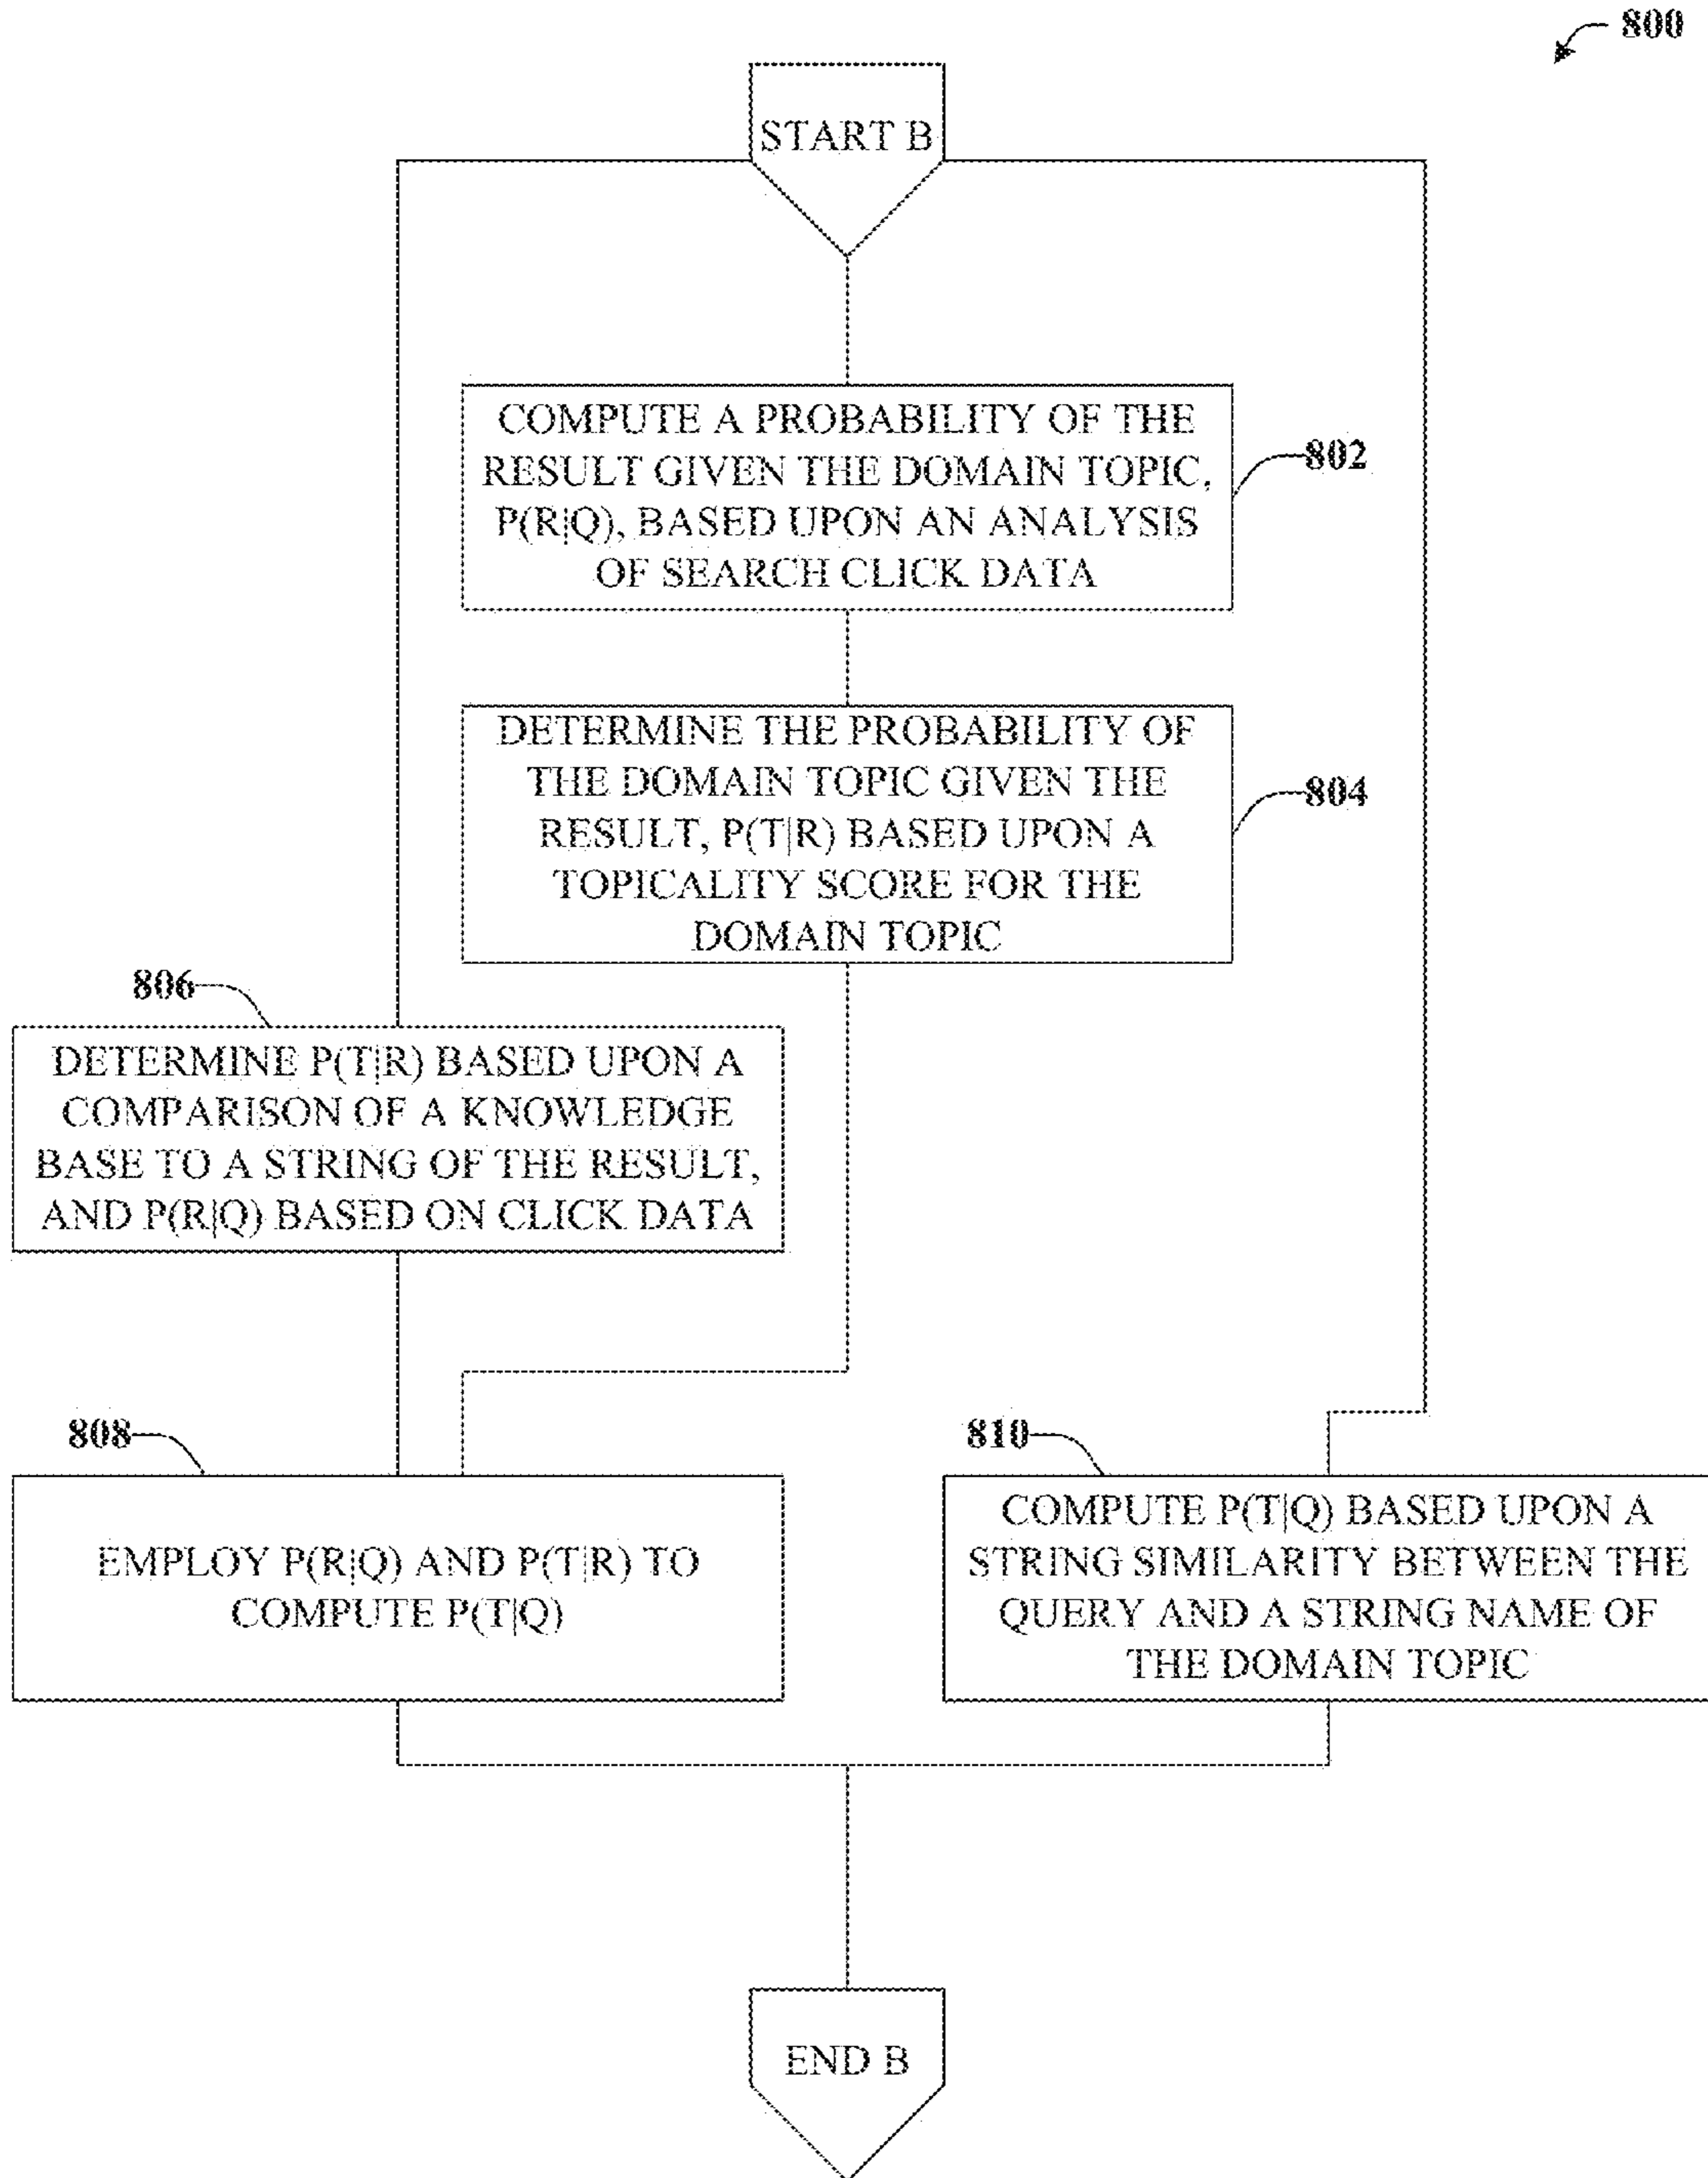 800
START B
COMPUTE A PROBABILITY OF THE
RESULT GIVEN THE DOMAIN TOPIC,
P(R|Q), BASED UPON AN ANALYSIS
OF SEARCH CLICK DATA
802
DETERMINE THE PROBABILITY OF
THE DOMAIN TOPIC GIVEN THE
RESULT, P(T|R) BASED UPON A
TOPICALITY SCORE FOR THE
DOMAIN TOPIC
804
806
DETERMINE P(T|R) BASED UPON A
COMPARISON OF A KNOWLEDGE
BASE TO A STRING OF THE RESULT,
AND P(R|Q) BASED ON CLICK DATA
808
EMPLOY P(R|Q) AND P(T|R) TO
COMPUTE P(T|Q)
810
COMPUTE P(T|Q) BASED UPON A
STRING SIMILARITY BETWEEN THE
QUERY AND A STRING NAME OF
THE DOMAIN TOPIC
END B